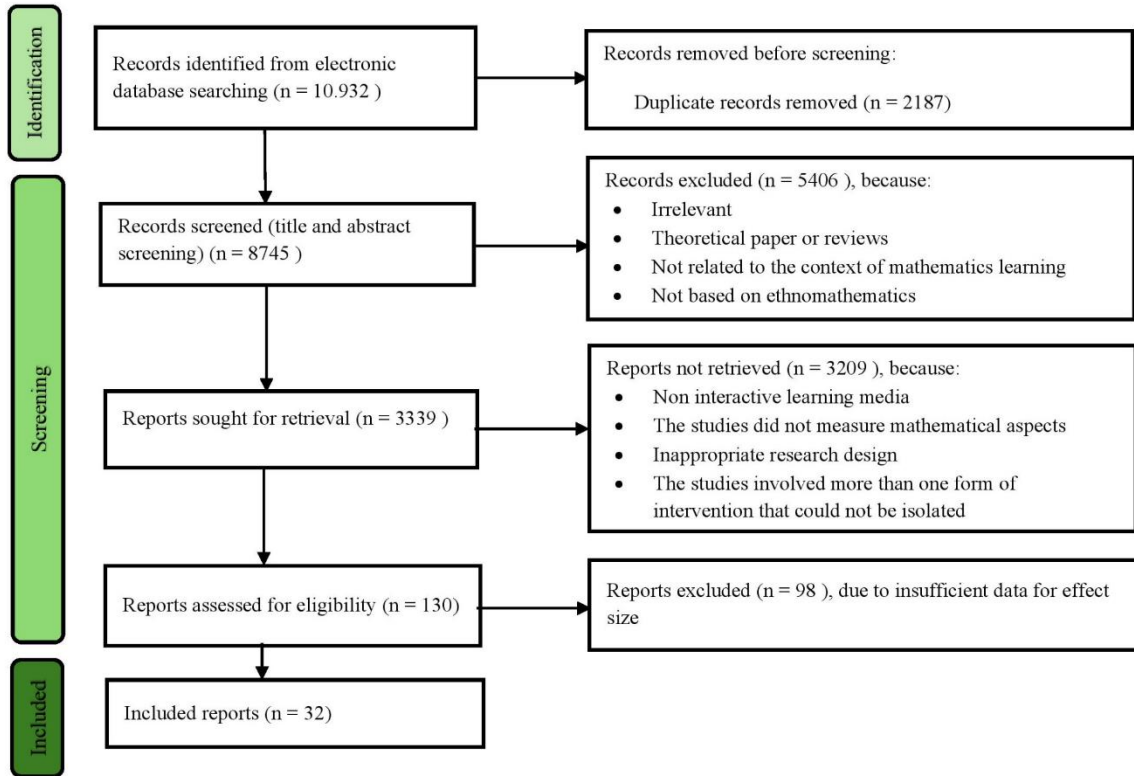 Identification
Records identified from electronic
database searching (n = 10.932 )
Records removed before screening:
Duplicate records removed (n = 2187)
Screening
Records screened (title and abstract
screening) (n = 8745 )
Records excluded (n = 5406 ), because:
• Irrelevant
• Theoretical paper or reviews
• Not related to the context of mathematics learning
• Not based on ethnomathematics
Reports sought for retrieval (n = 3339 )
Reports not retrieved (n = 3209 ), because:
• Non interactive learning media
• The studies did not measure mathematical aspects
• Inappropriate research design
• The studies involved more than one form of
intervention that could not be isolated
Reports assessed for eligibility (n = 130)
Reports excluded (n = 98 ), due to insufficient data for effect
size
Included
Included reports (n = 32)